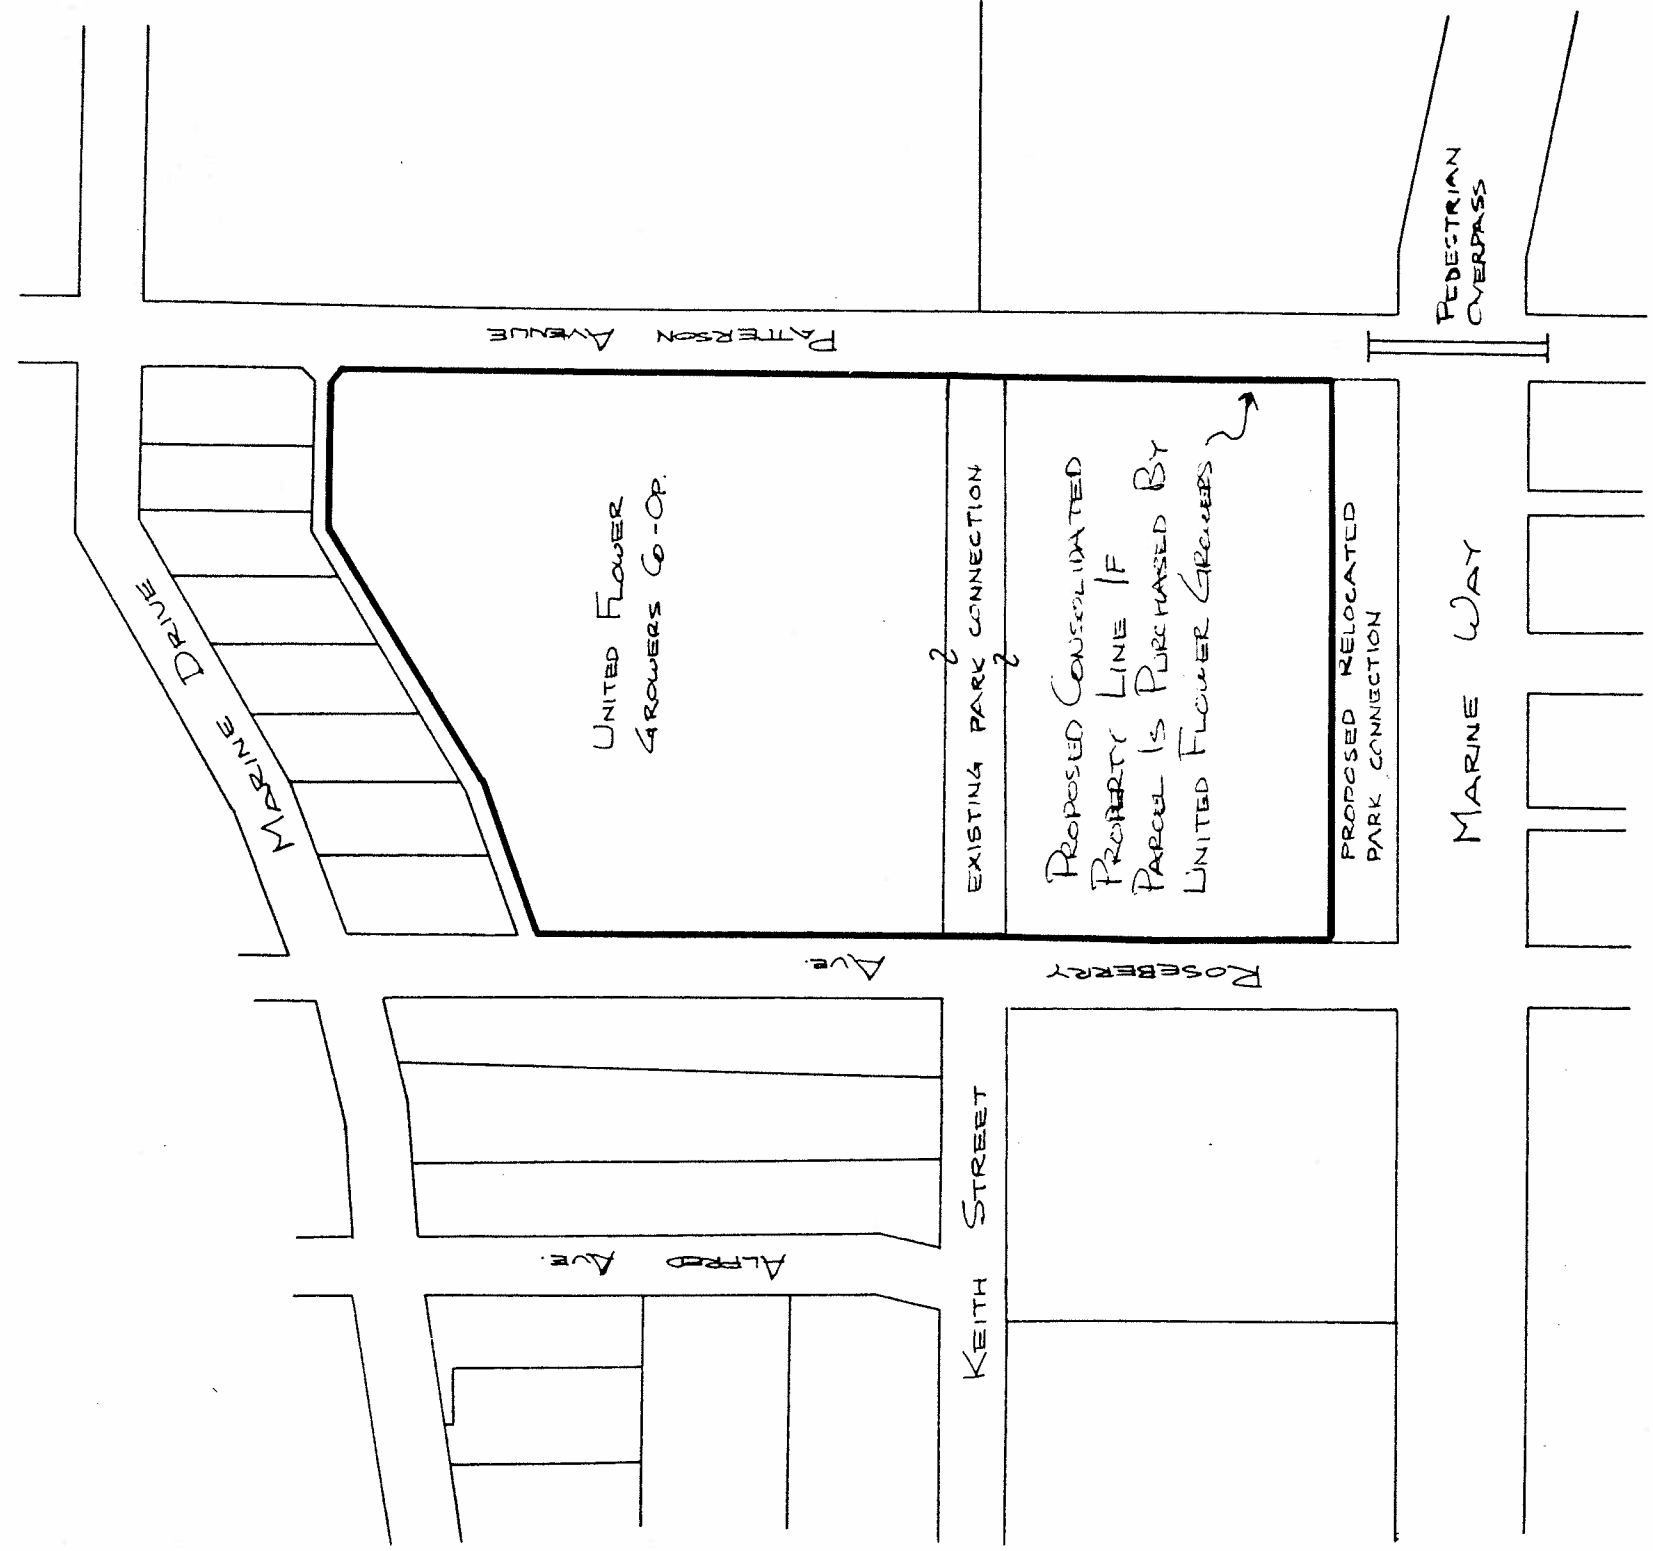 MARINE DRIVE
PATTERSON AVENUE
UNITED FLOWER
GROWERS CO-OP.
EXISTING PARK CONNECTION
PROPOSED CONSOLIDATED
PROPERTY LINE IF
PARCEL IS PURCHASED BY
UNITED FLOWER GROWERS
PROPOSED RELOCATED
PARK CONNECTION
MARINE WAY
PEDESTRIAN
OVERPASS
ROSEBERRY AVE.
KEITH STREET
ALFRED AVE.